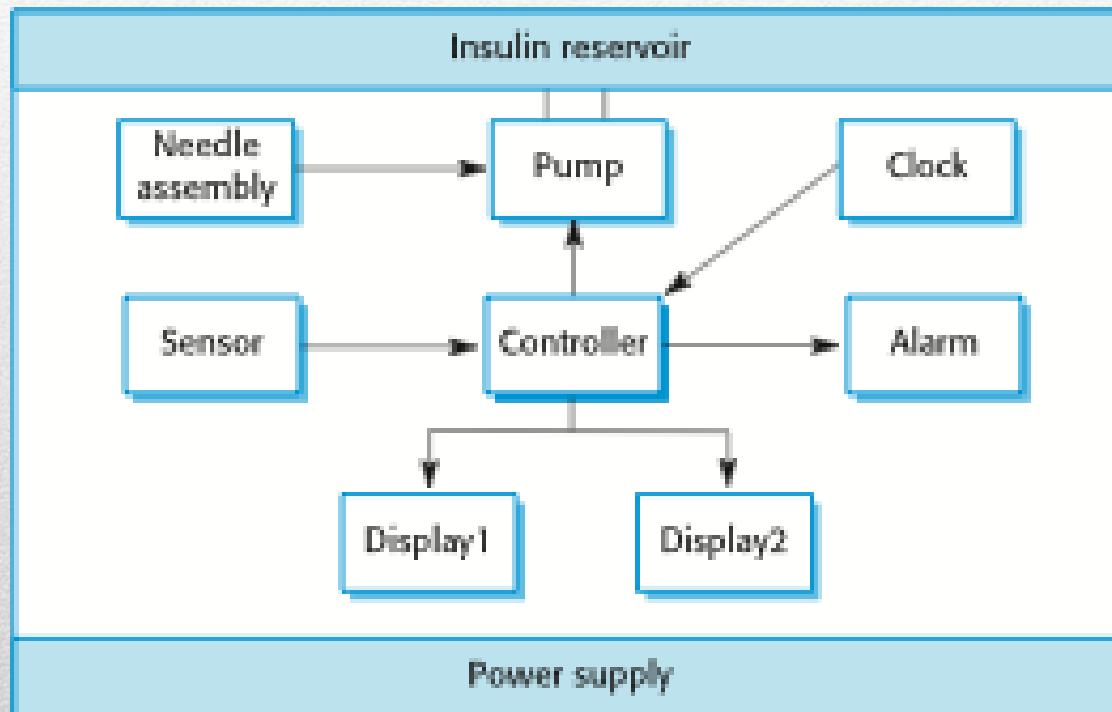 Insulin reservoir
Needle
assembly
Pump
Clock
Sensor
Controller
Alarm
Display1
Display2
Power supply